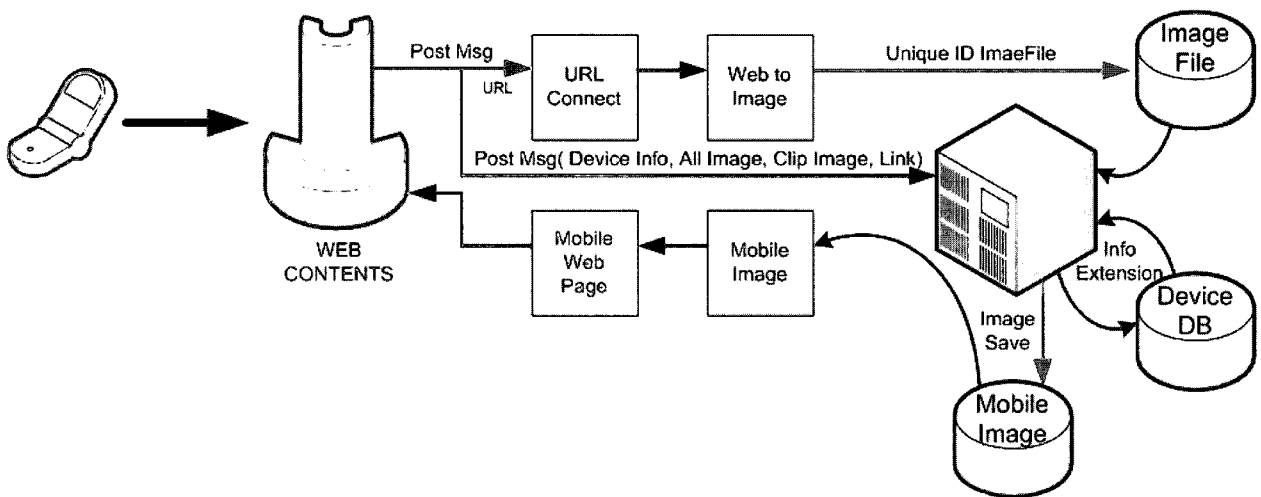 Post Msg
URL
URL
Connect
Web to
Image
Unique ID ImaeFile
Image
File
Post Msg( Device Info, All Image, Clip Image, Link)
WEB
CONTENTS
Mobile
Web
Page
Mobile
Image
Info
Extension
Device
DB
Image
Save
Mobile
Image